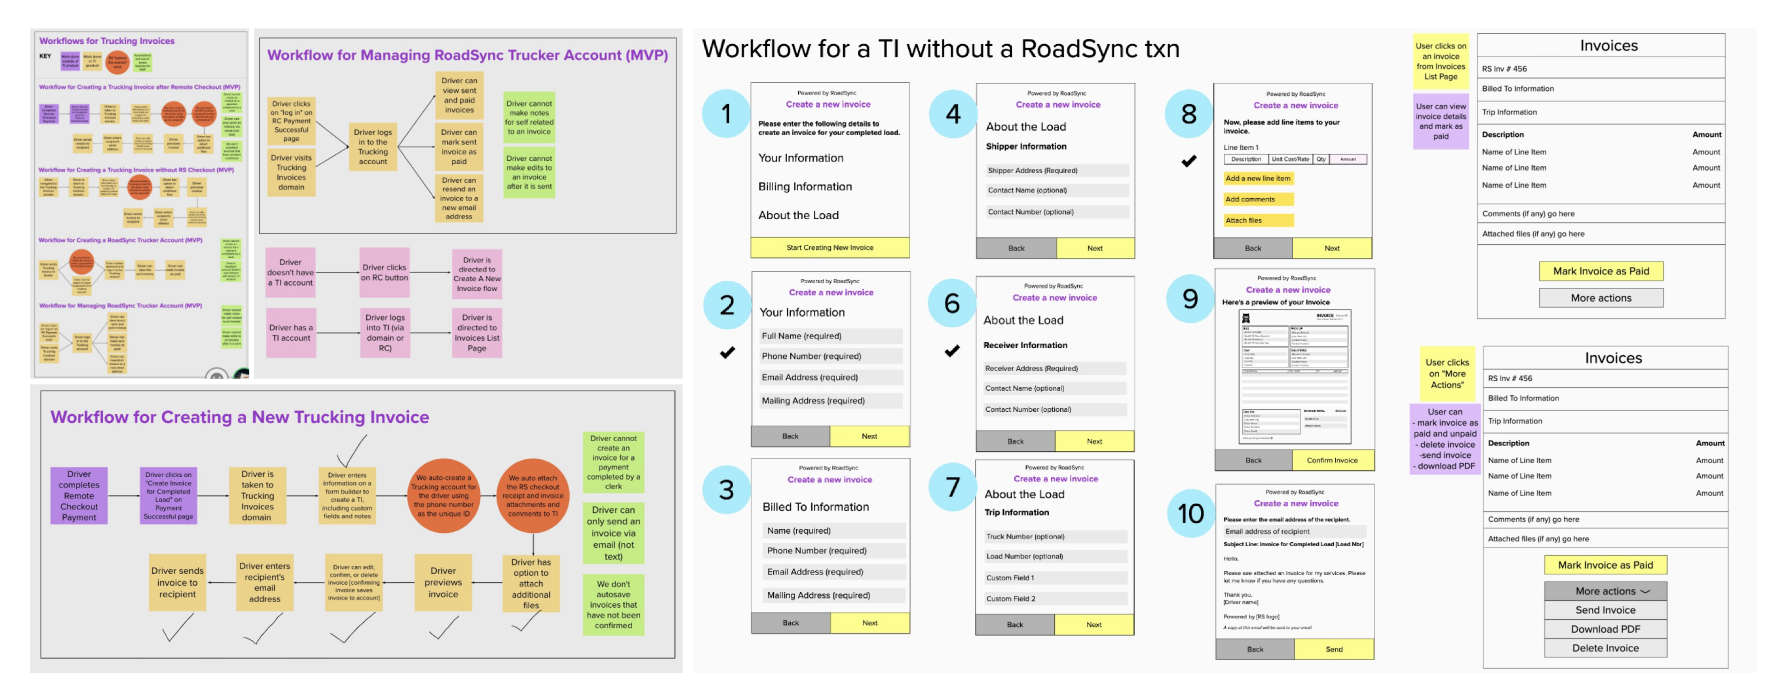 Workflows for Trucking Invoices
KEY
Workflow for Creating a Trucking Invoice after Remote Checkout (MVP)
Workflow for Creating a Trucking Invoice without RS Checkout (MVP)
Workflow for Creating a RoadSync Trucker Account (MVP)
Workflow for Managing RoadSync Trucker Account (MVP)
Workflow for Managing RoadSync Trucker Account (MVP)
Driver clicks
on "log in" on
RC Payment
Successful
page
Driver visits
Trucking
Invoices
domain
Driver logs
in to the
Trucking
account
Driver can
view sent
and paid
invoices
Driver can
mark sent
invoice as
paid
Driver can
resend an
invoice to a
new email
address
Driver cannot
make notes
for self related
to an invoice
Driver cannot
make edits to
an invoice
after it is sent
Driver
doesn't have
a TI account
Driver clicks
on RC button
Driver is
directed to
Create A New
Invoice flow
Driver has a
TI account
Driver logs
into TI (via
domain or
RC)
Driver is
directed to
Invoices List
Page
Workflow for Creating a New Trucking Invoice
Driver
completes
Remote
Checkout
Payment
Driver clicks on
"Create Invoice
for Completed
Load" on
Payment
Successful page
Driver is
taken to
Trucking
Invoices
domain
Driver enters
information on a
form builder to
create a TI,
including custom
fields and notes
We auto-create a
Trucking account for
the driver using
the phone number
as the unique ID
We auto attach
the RS checkout
receipt and invoice
attachments and
comments to TI
Driver has
option to
attach
additional
files
Driver
previews
invoice
Driver can edit,
confirm, or delete
invoice [confirming
invoice saves
invoice to account]
Driver enters
recipient's
email
address
Driver sends
invoice to
recipient
Driver cannot
create an
invoice for a
payment
completed by a
clerk
Driver can
only send an
invoice via
email (not
text)
We don't
autosave
invoices that
have not been
confirmed
Workflow for a TI without a RoadSync txn
1
Powered by RoadSync
Create a new invoice
Please enter the following details to
create an invoice for your completed load.
Your Information
Billing Information
About the Load
Start Creating New Invoice
2
Powered by RoadSync
Create a new invoice
Your Information
Full Name (required)
Phone Number (required)
Email Address (required)
Mailing Address (required)
Back
Next
3
Powered by RoadSync
Create a new invoice
Billed To Information
Name (required)
Phone Number (required)
Email Address (required)
Mailing Address (required)
Back
Next
4
Powered by RoadSync
Create a new invoice
About the Load
Shipper Information
Shipper Address (Required)
Contact Name (optional)
Contact Number (optional)
Back
Next
6
Powered by RoadSync
Create a new invoice
About the Load
Receiver Information
Receiver Address (Required)
Contact Name (optional)
Contact Number (optional)
Back
Next
7
Powered by RoadSync
Create a new invoice
About the Load
Trip Information
Truck Number (optional)
Load Number (optional)
Custom Field 1
Custom Field 2
Back
Next
8
Powered by RoadSync
Create a new invoice
Now, please add line items to your
invoice.
Line Item 1
Description Unit Cost/Rate Qty Amount
Add a new line item
Add comments
Attach files
Back
Next
9
Powered by RoadSync
Create a new invoice
Here's a preview of your Invoice
INVOICE
Back
Confirm Invoice
10
Powered by RoadSync
Create a new invoice
Please enter the email address of the recipient.
Email address of recipient
Subject Line: Invoice for Completed Load [Load Nbr]
Hello,
Please see attached an invoice for my services. Please
let me know if you have any questions.
Thank you,
[Driver name]
Powered by [RS logo]
A copy of this email will be sent to your email
Back
Send
User clicks on
an invoice
from Invoices
List Page
User can view
invoice details
and mark as
paid
Invoices
RS Inv # 456
Billed To Information
Trip Information
Description Amount
Name of Line Item Amount
Name of Line Item Amount
Name of Line Item Amount
Comments (if any) go here
Attached files (if any) go here
Mark Invoice as Paid
More actions
User clicks
on "More
Actions"
User can
- mark invoice as
paid and unpaid
- delete invoice
-send invoice
- download PDF
Invoices
RS Inv # 456
Billed To Information
Trip Information
Description Amount
Name of Line Item Amount
Name of Line Item Amount
Name of Line Item Amount
Comments (if any) go here
Attached files (if any) go here
Mark Invoice as Paid
More actions
Send Invoice
Download PDF
Delete Invoice